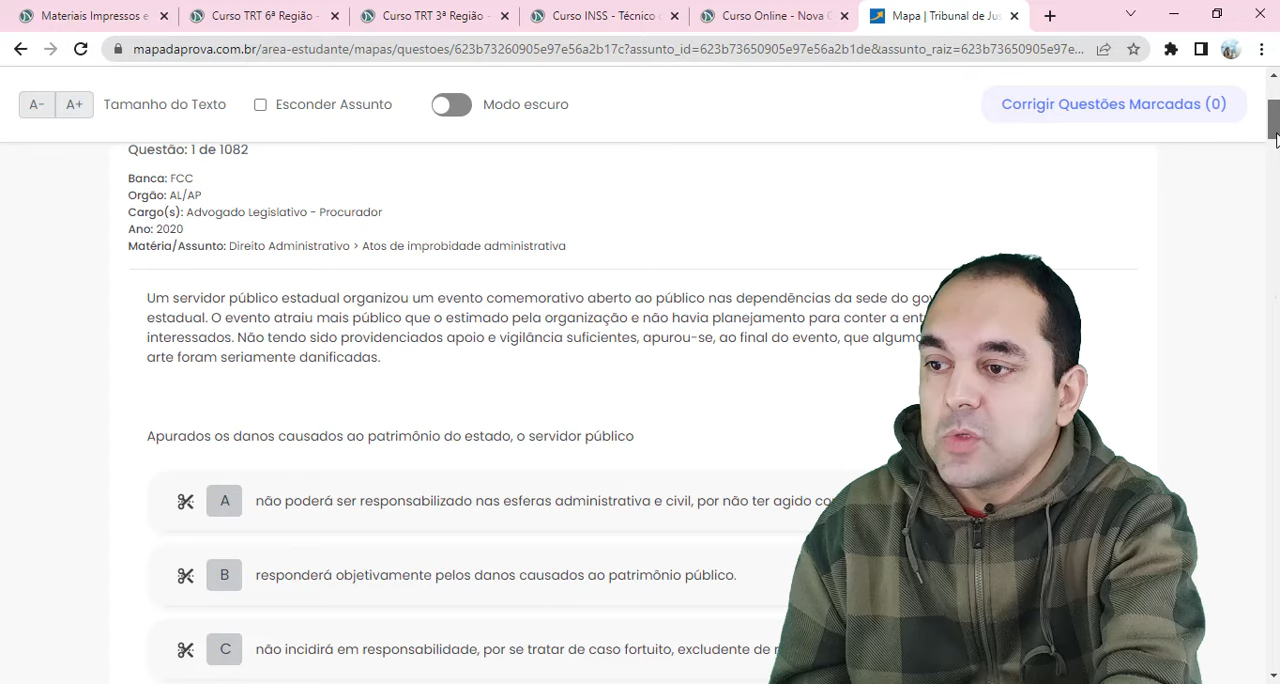 Materiais Impressos e
Curso TRT 6ª Região -
Curso TRT 3ª Região -
Curso INSS - Técnico
Curso Online - Nova
Mapa | Tribunal de Jus
mapadaprova.com.br/area-estudante/mapas/questoes/623b73260905e97e56a2b17c?assunto_id=623b73650905e97e56a2b1de&assunto_raiz=623b73650905e97e...
A- A+ Tamanho do Texto Esconder Assunto Modo escuro Corrigir Questões Marcadas (0)
Questão: 1 de 1082
Banca: FCC
Orgão: AL/AP
Cargo(s): Advogado Legislativo - Procurador
Ano: 2020
Matéria/Assunto: Direito Administrativo > Atos de improbidade administrativa
Um servidor público estadual organizou um evento comemorativo aberto ao público nas dependências da sede do
estadual. O evento atraiu mais público que o estimado pela organização e não havia planejamento para conter a
interessados. Não tendo sido providenciados apoio e vigilância suficientes, apurou-se, ao final do evento, que
arte foram seriamente danificadas.
Apurados os danos causados ao patrimônio do estado, o servidor público
A não poderá ser responsabilizado nas esferas administrativa e civil, por não ter agido
B responderá objetivamente pelos danos causados ao patrimônio público.
C não incidirá em responsabilidade, por se tratar de caso fortuito, excludente de